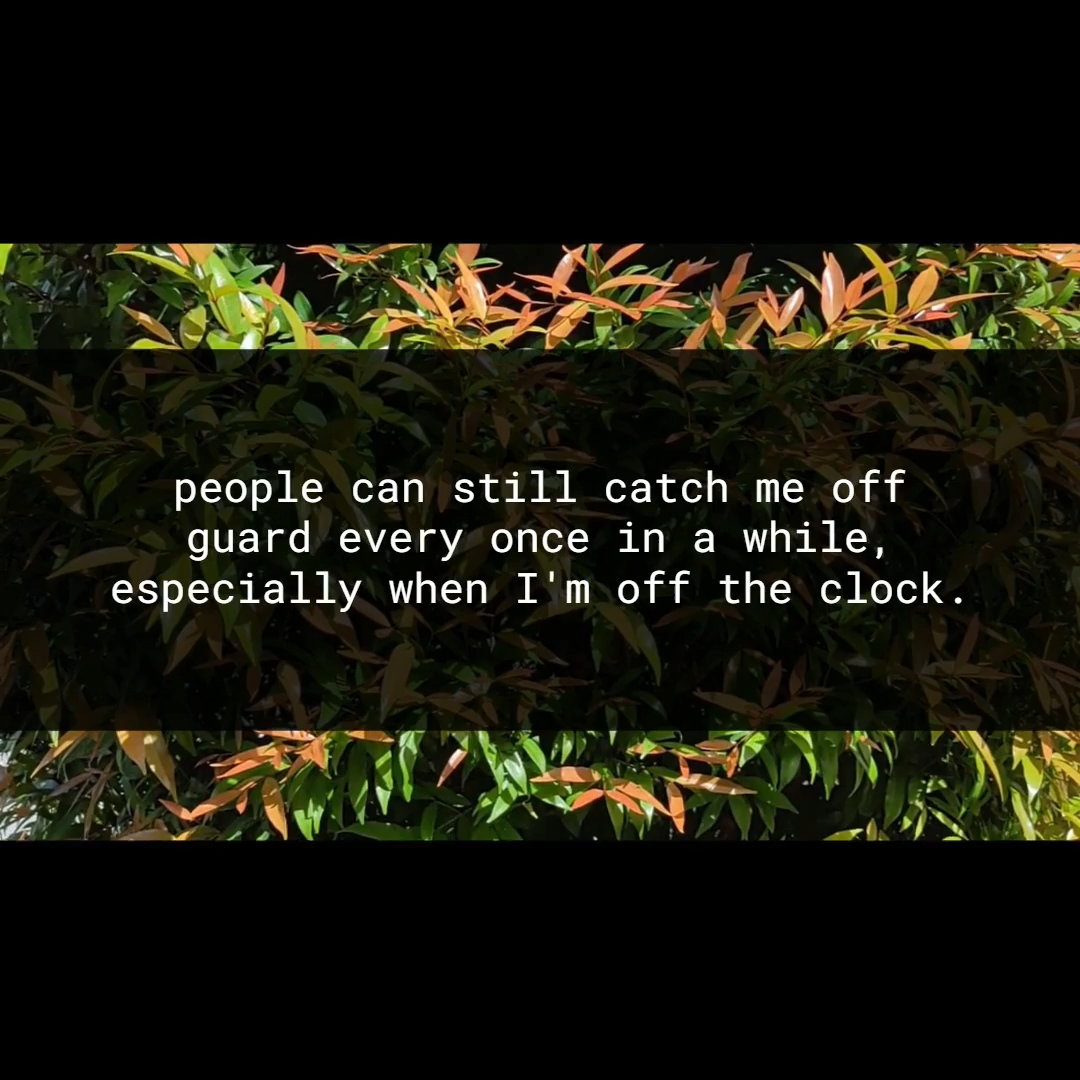 people can still catch me off
guard every once in a while,
especially when I'm off the clock.